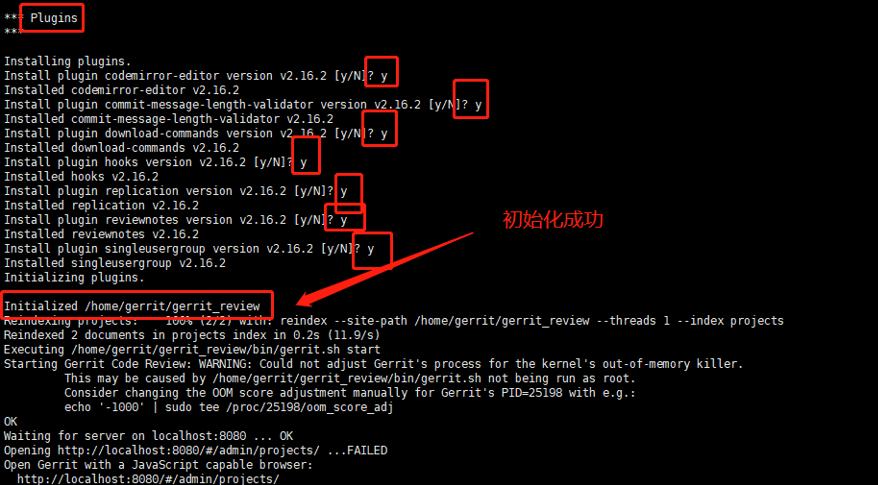 *** Plugins
***
Installing plugins.
Install plugin codemirror-editor version v2.16.2 [y/N]? y
Installed codemirror-editor v2.16.2
Install plugin commit-message-length-validator version v2.16.2 [y/N]? y
Installed commit-message-length-validator v2.16.2
Install plugin download-commands version v2.16.2 [y/N]? y
Installed download-commands v2.16.2
Install plugin hooks version v2.16.2 [y/N]? y
Installed hooks v2.16.2
Install plugin replication version v2.16.2 [y/N]? y
Installed replication v2.16.2
Install plugin reviewnotes version v2.16.2 [y/N]? y
Installed reviewnotes v2.16.2
初始化成功
Install plugin singleusergroup version v2.16.2 [y/N]? y
Installed singleusergroup v2.16.2
Initializing plugins.
Initialized /home/gerrit/gerrit_review
Reindexing projects:    100% (2/2) with: reindex --site-path /home/gerrit/gerrit_review --threads 1 --index projects
Reindexed 2 documents in projects index in 0.2s (11.9/s)
Executing /home/gerrit/gerrit_review/bin/gerrit.sh start
Starting Gerrit Code Review: WARNING: Could not adjust Gerrit's process for the kernel's out-of-memory killer.
This may be caused by /home/gerrit/gerrit_review/bin/gerrit.sh not being run as root.
Consider changing the OOM score adjustment manually for Gerrit's PID=25198 with e.g.:
echo '-1000' | sudo tee /proc/25198/oom_score_adj
OK
Waiting for server on localhost:8080 ... OK
Opening http://localhost:8080/#/admin/projects/ ...FAILED
Open Gerrit with a JavaScript capable browser:
http://localhost:8080/#/admin/projects/